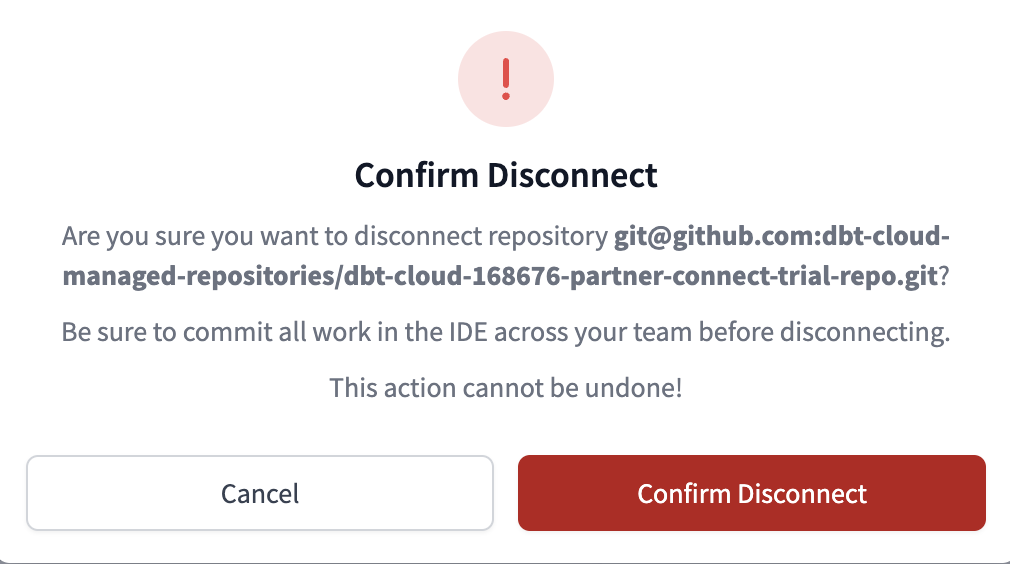 Confirm Disconnect
Are you sure you want to disconnect repository git@github.com:dbt-cloud-
managed-repositories/dbt-cloud-168676-partner-connect-trial-repo.git?
Be sure to commit all work in the IDE across your team before disconnecting.
This action cannot be undone!
Cancel
Confirm Disconnect